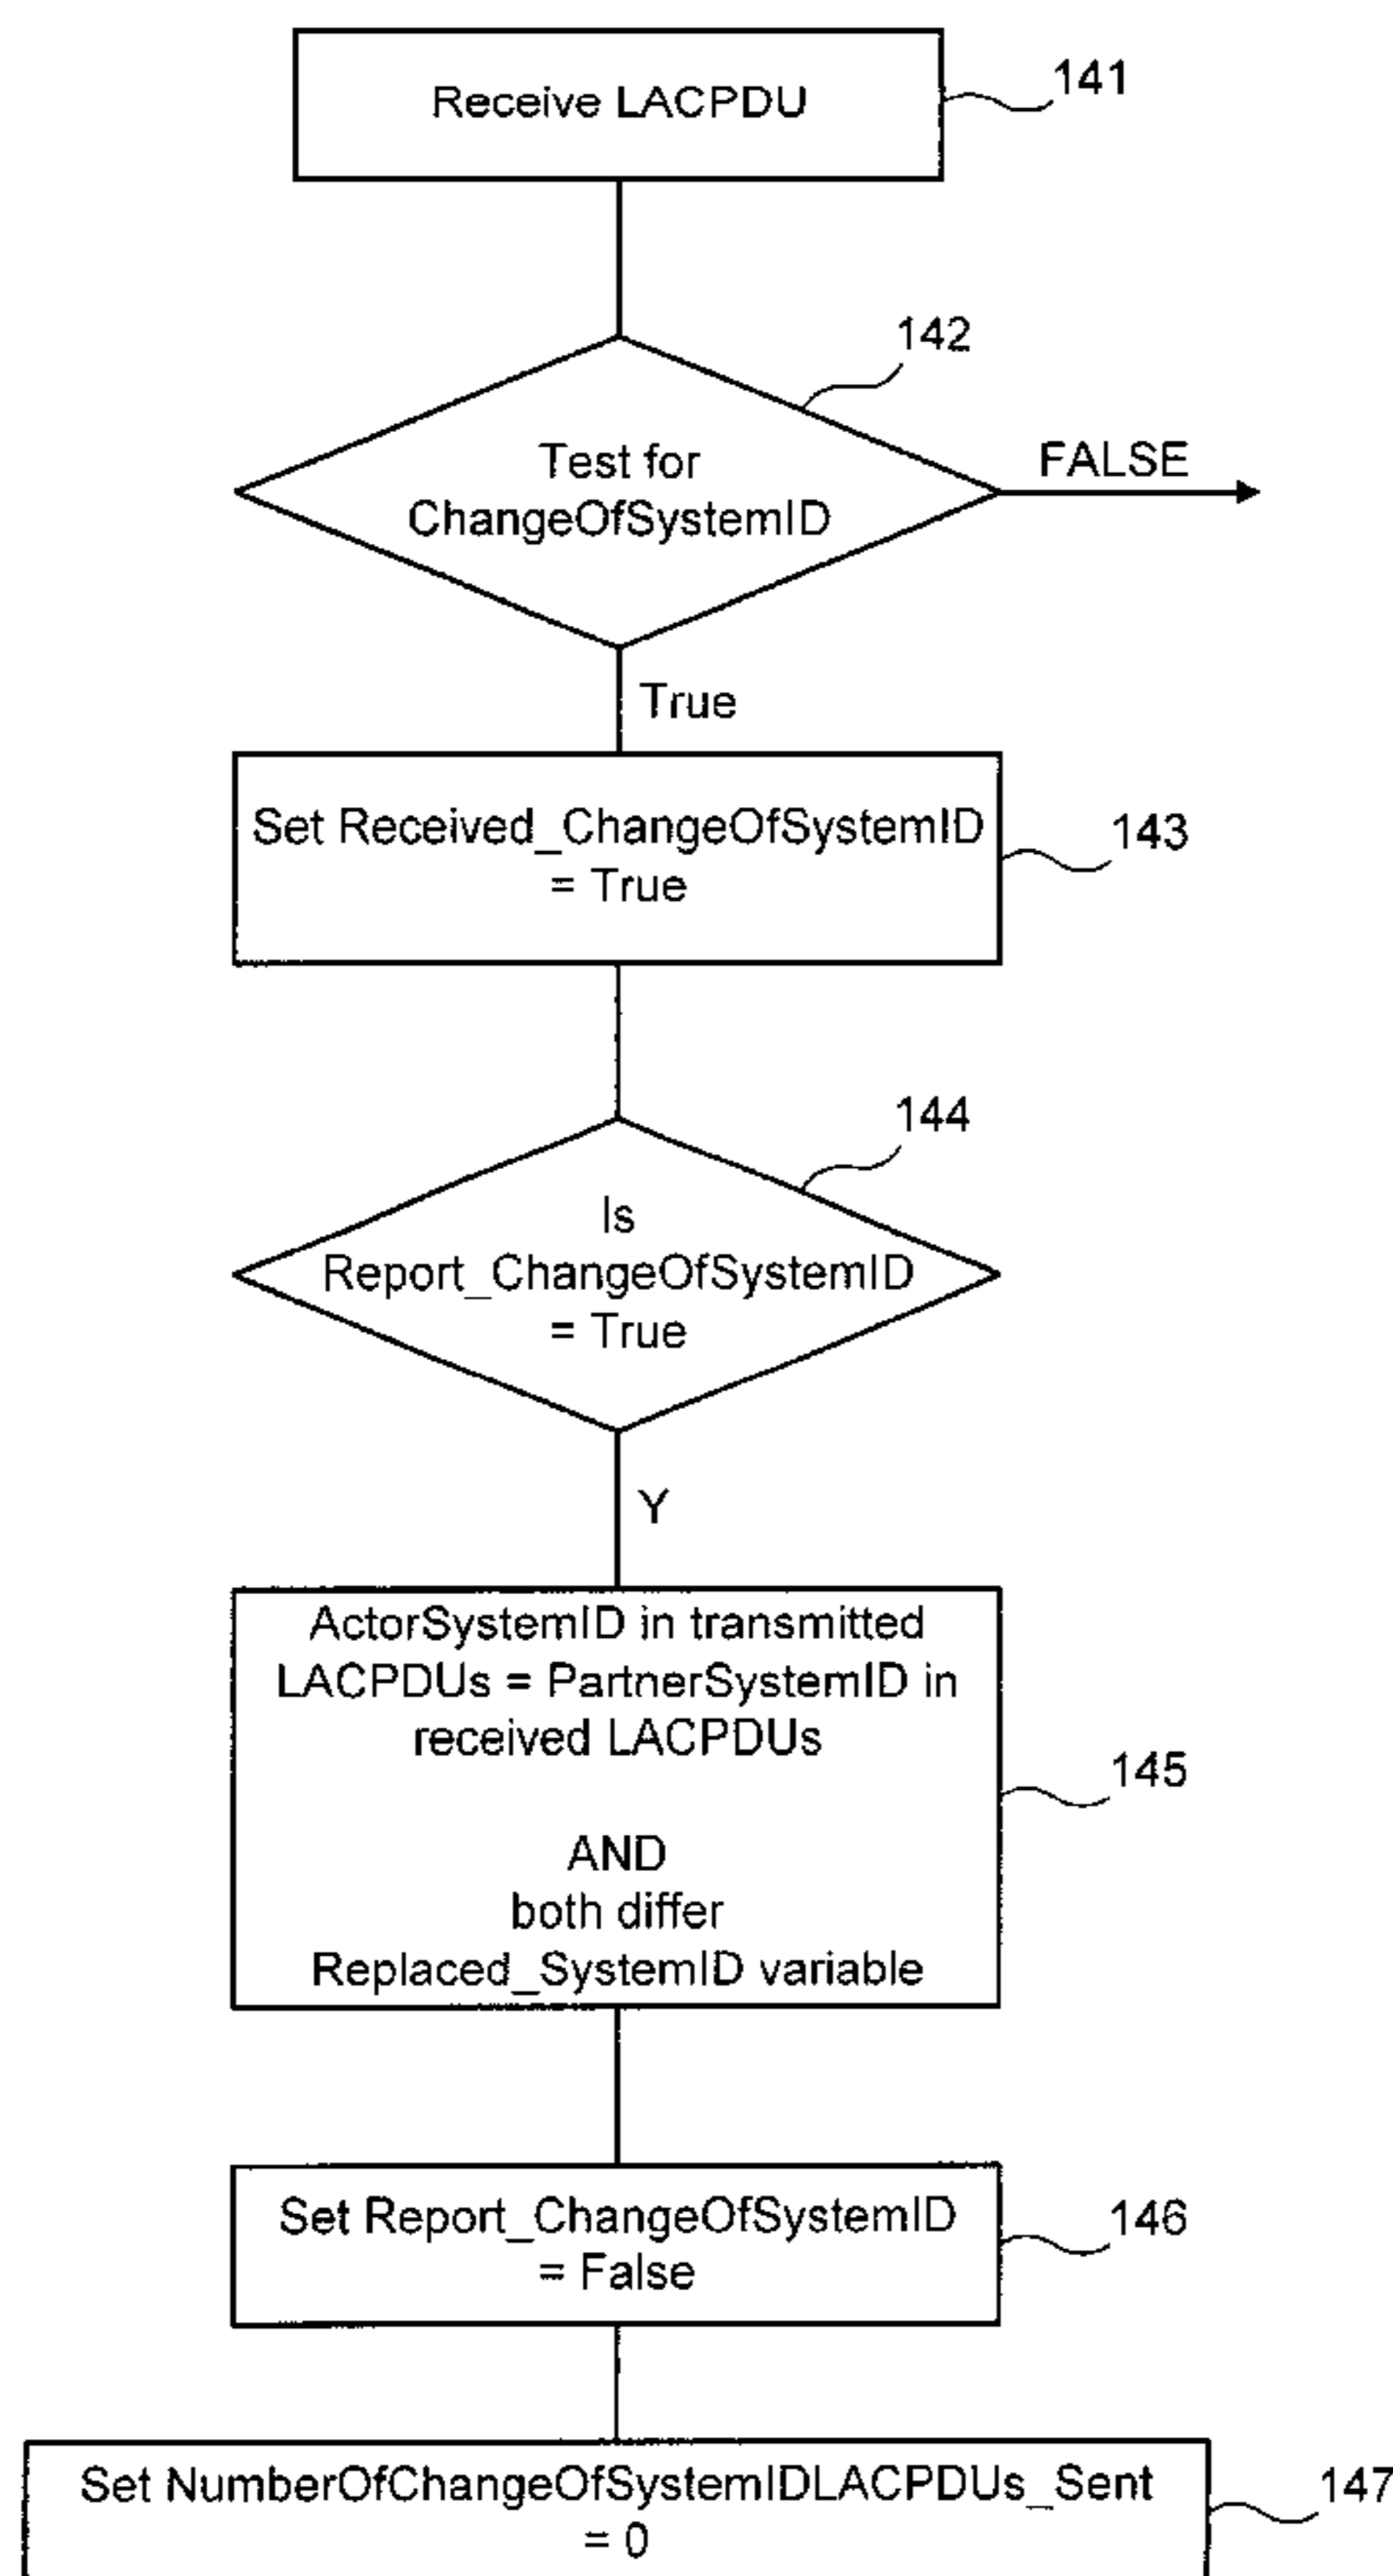 Receive LACPDU
141
142
Test for
ChangeOfSystemID
FALSE
True
Set Received_ChangeOfSystemID
= True
143
144
Is
Report_ChangeOfSystemID
= True
Y
ActorSystemID in transmitted
LACPDUs = PartnerSystemID in
received LACPDUs
AND
both differ
Replaced_SystemID variable
145
Set Report_ChangeOfSystemID
= False
146
Set NumberOfChangeOfSystemIDLACPDUs_Sent
= 0
147